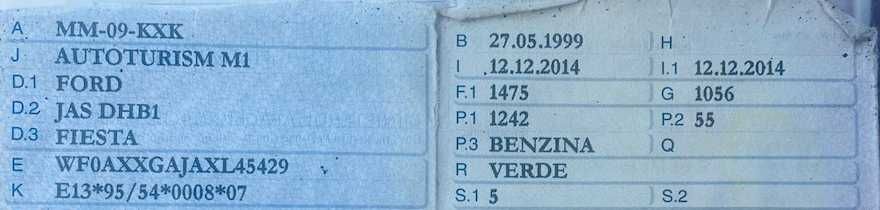 A MM-09-KXK
J AUTOTURISM M1
D.1 FORD
D.2 JAS DHB1
D.3 FIESTA
E WF0AXXGAJAXL45429
K E13*95/54*0008*07
B 27.05.1999 H
I 12.12.2014 I.1 12.12.2014
F.1 1475 G 1056
P.1 1242 P.2 55
P.3 BENZINA Q
R VERDE
S.1 5 S.2